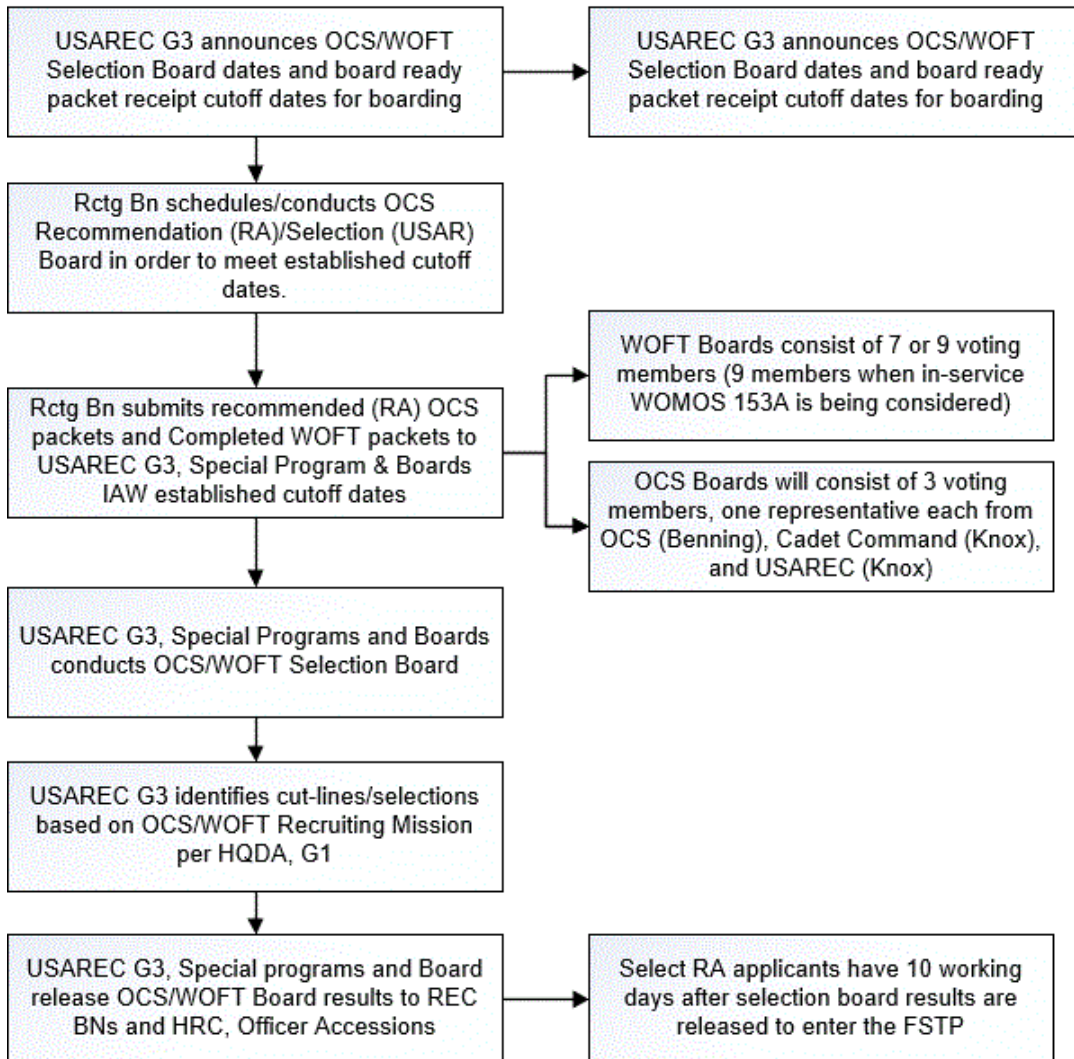 USAREC G3 announces OCS/WOFT
Selection Board dates and board ready
packet receipt cutoff dates for boarding
USAREC G3 announces OCS/WOFT
Selection Board dates and board ready
packet receipt cutoff dates for boarding
Rctg Bn schedules/conducts OCS
Recommendation (RA)/Selection (USAR)
Board in order to meet established cutoff
dates.
Rctg Bn submits recommended (RA) OCS
packets and Completed WOFT packets to
USAREC G3, Special Program & Boards
IAW established cutoff dates
WOFT Boards consist of 7 or 9 voting
members (9 members when in-service
WOMOS 153A is being considered)
OCS Boards will consist of 3 voting
members, one representative each from
OCS (Benning), Cadet Command (Knox),
and USAREC (Knox)
USAREC G3, Special Programs and Boards
conducts OCS/WOFT Selection Board
USAREC G3 identifies cut-lines/selections
based on OCS/WOFT Recruiting Mission
per HQDA, G1
USAREC G3, Special programs and Board
release OCS/WOFT Board results to REC
BNs and HRC, Officer Accessions
Select RA applicants have 10 working
days after selection board results are
released to enter the FSTP